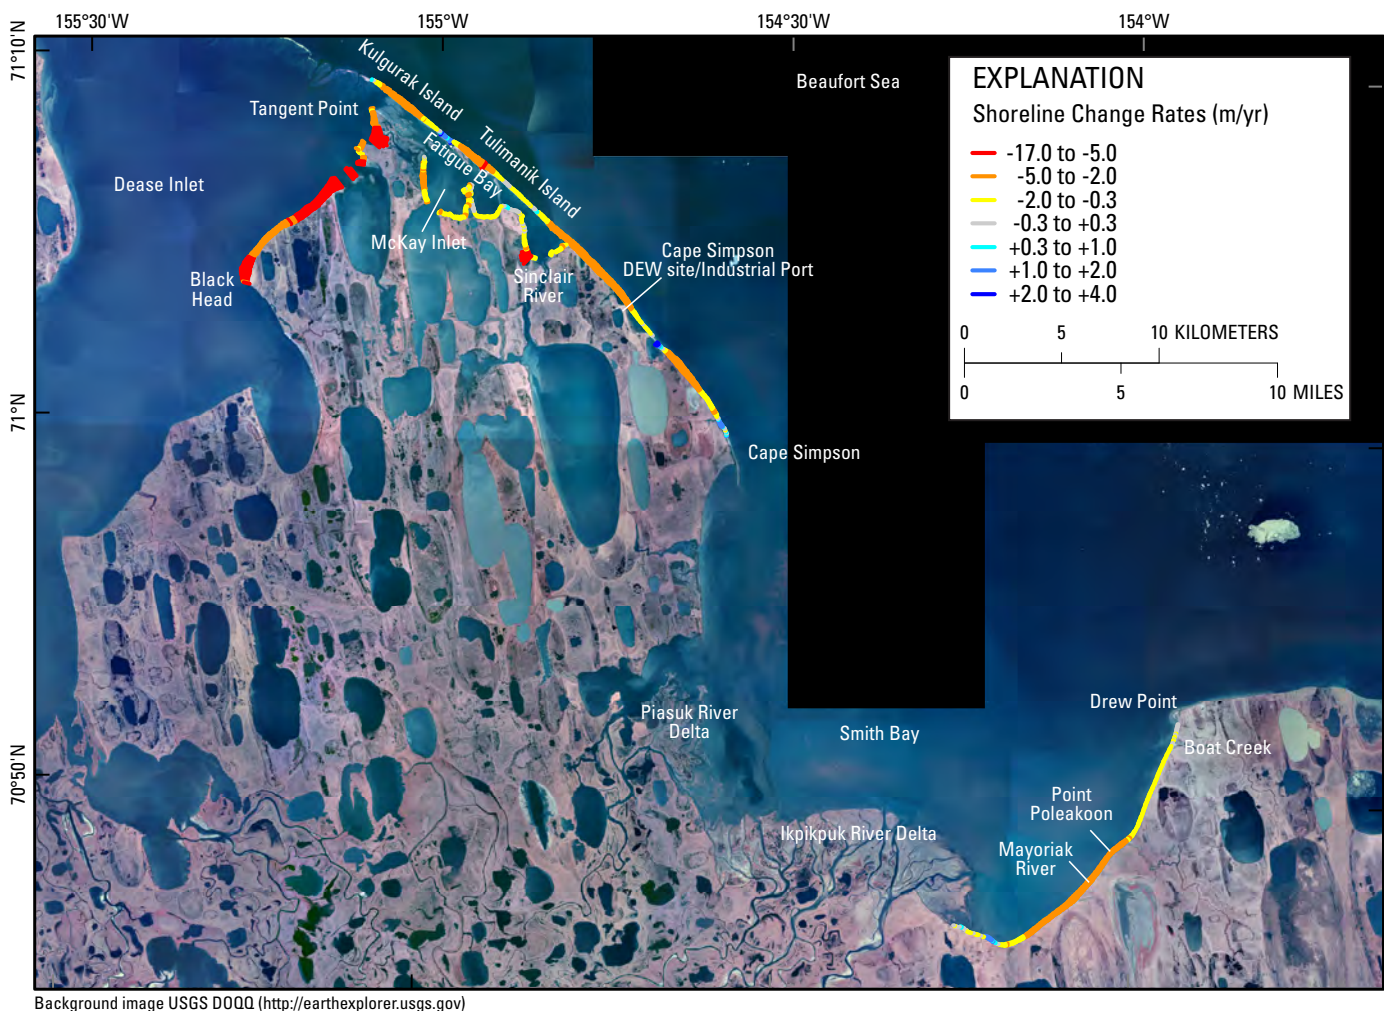 155°30'W
155°W
154°30'W
154°W
71°10'N
71°N
70°50'N
Kulgurak Island
Tangent Point
Beaufort Sea
Tulimanik Island
Fatigue Bay
Dease Inlet
McKay Inlet
Cape Simpson
DEW site/Industrial Port
Black
Head
Sinclair
River
Cape Simpson
EXPLANATION
Shoreline Change Rates (m/yr)
-17.0 to -5.0
-5.0 to -2.0
-2.0 to -0.3
-0.3 to +0.3
+0.3 to +1.0
+1.0 to +2.0
+2.0 to +4.0
0 5 10 KILOMETERS
0 5 10 MILES
Drew Point
Piasuk River
Delta
Smith Bay
Boat Creek
Point
Poleakoon
Ikpikpuk River Delta
Mayoriak
River
Background image USGS DOQQ (http://earthexplorer.usgs.gov)